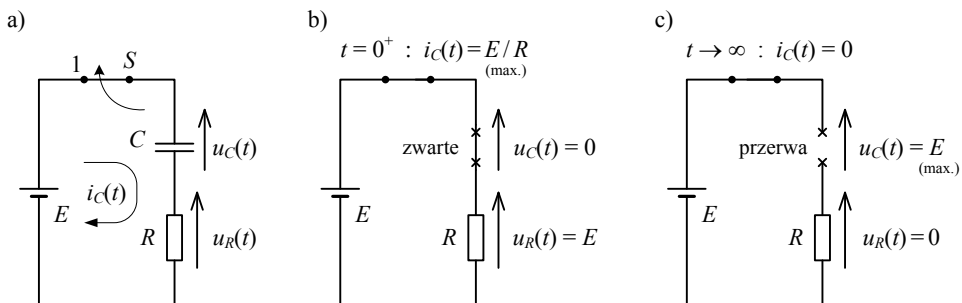 a)
1
S
C
u_C(t)
i_C(t)
E
R
u_R(t)
b)
t = 0⁺ : i_C(t) = E / R
(max.)
zwarte
u_C(t) = 0
E
R
u_R(t) = E
c)
t → ∞ : i_C(t) = 0
przerwa
u_C(t) = E
(max.)
E
R
u_R(t) = 0